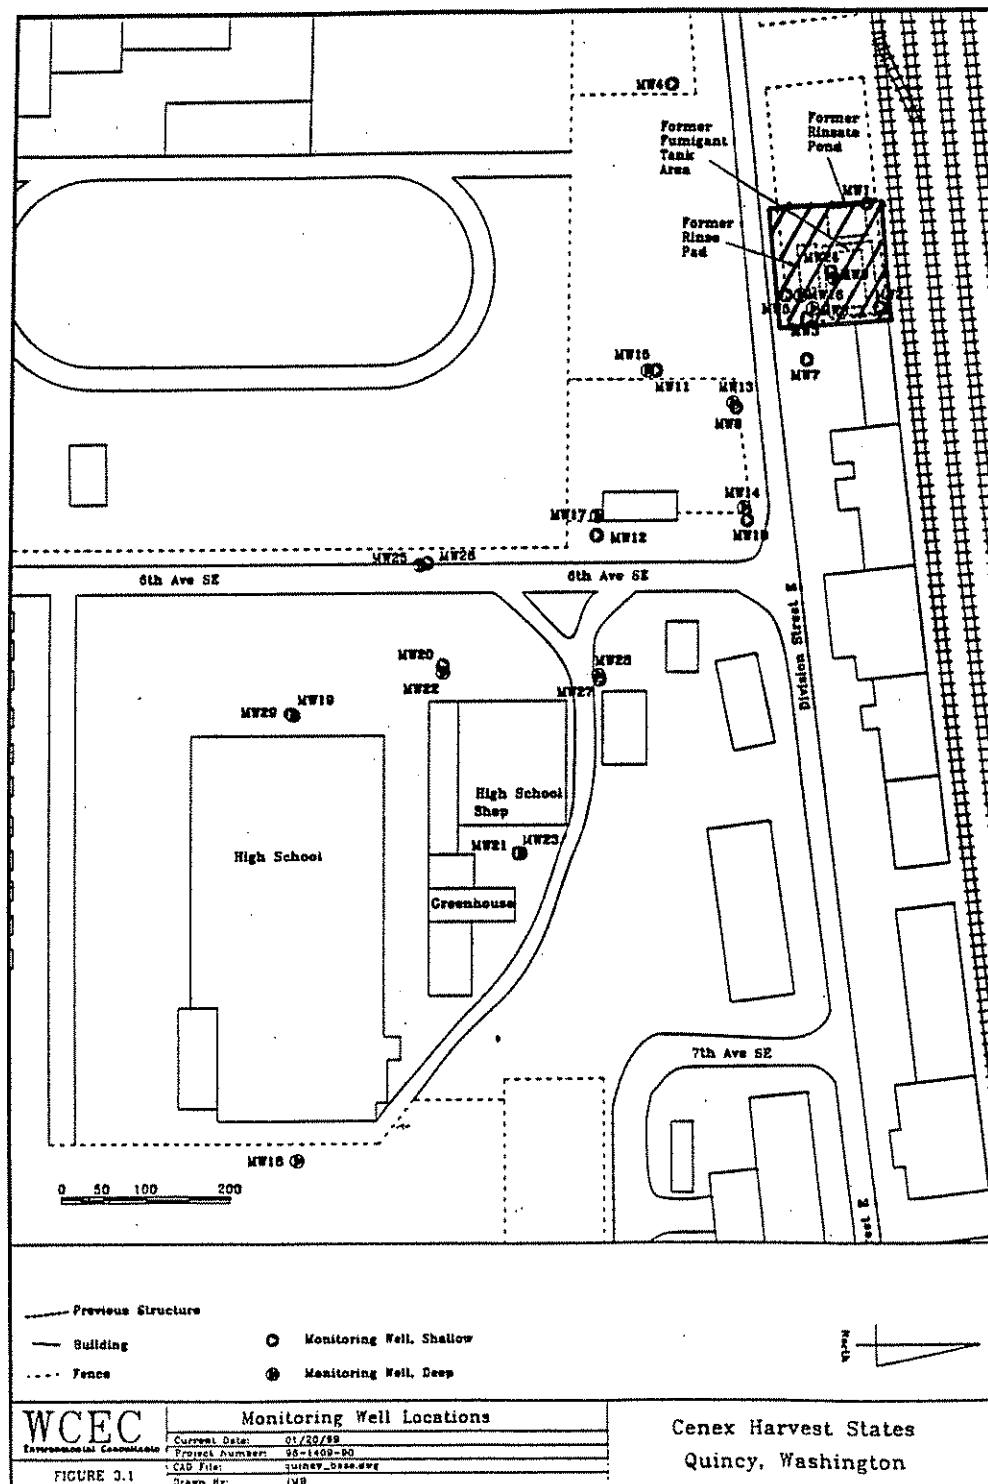 MW4
Former
Fumigant
Tank
Area
Former
Rinsate
Pond
MW1
Former
Rinse
Pad
MW3
MW7
MW15
MW11
MW13
MW14
MW17
MW12
MW25
MW26
6th Ave SE
6th Ave SE
Division Street E
MW20
MW22
MW27
MW29
MW19
High School
Shop
MW21
MW23
High School
Greenhouse
7th Ave SE
MW18
0 50 100 200
Previous Structure
Building
Fence
Monitoring Well, Shallow
Monitoring Well, Deep
North
WCEC
Environmental Consultants
FIGURE 3.1
Monitoring Well Locations
Current Date: 01/20/99
Project Number:
CAD File: quincy_base.dwg
Drawn By:
Cenex Harvest States
Quincy, Washington